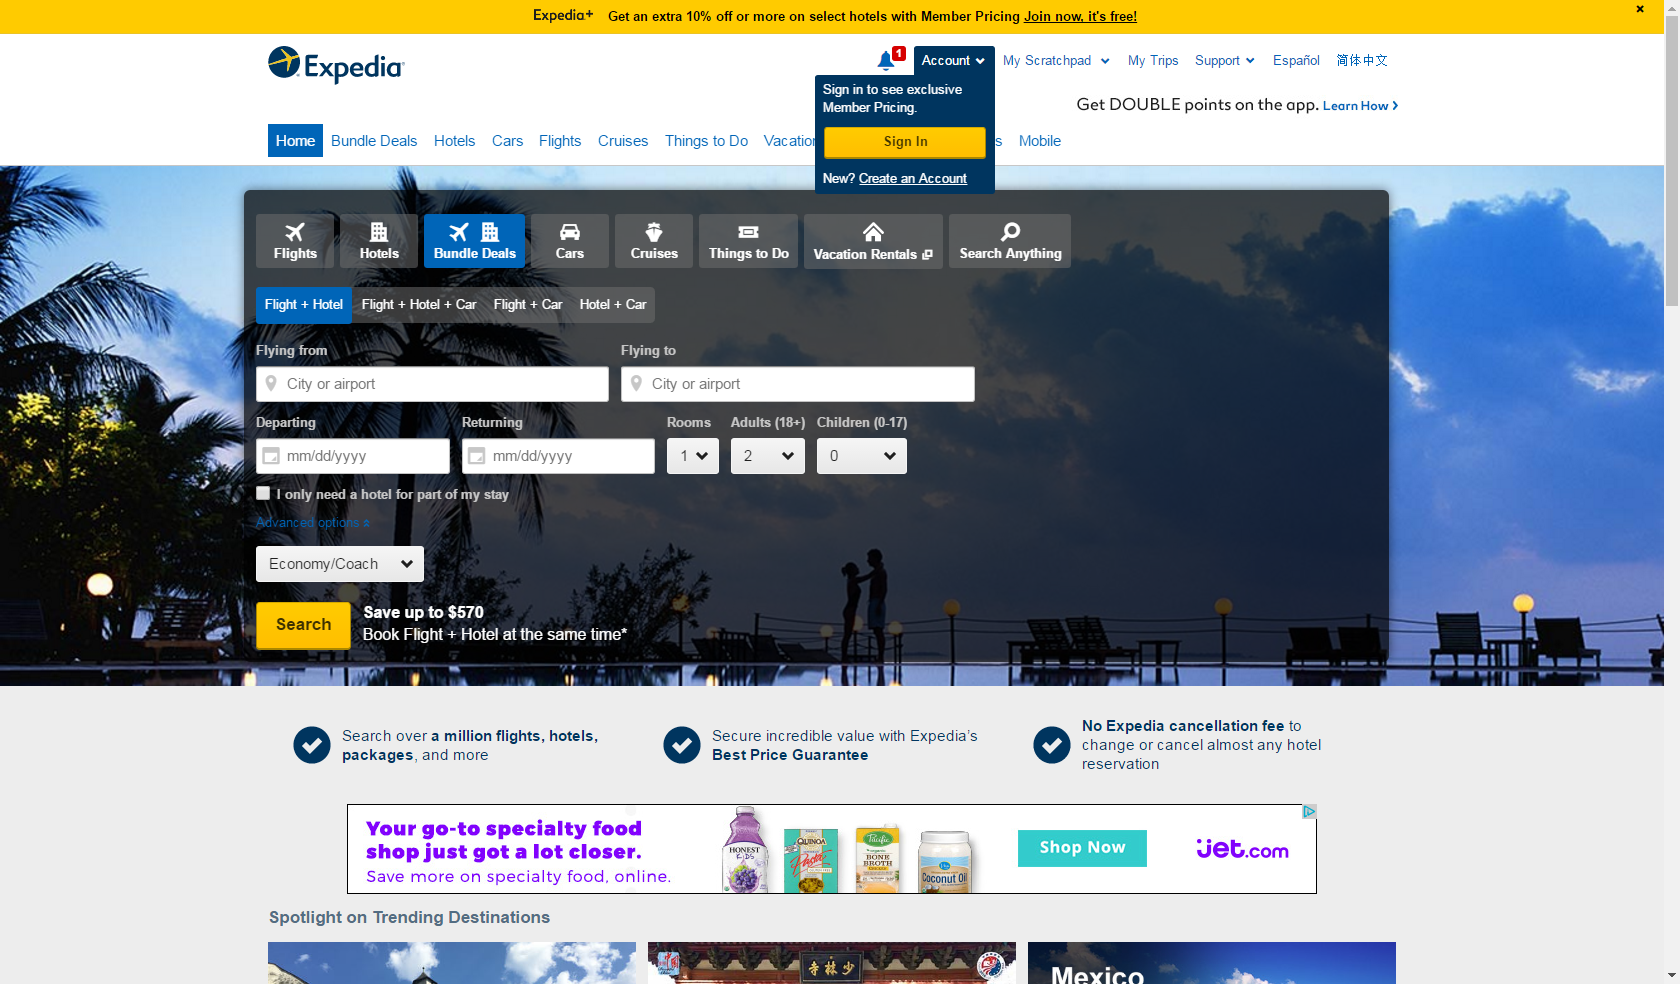 Expedia+ Get an extra 10% off or more on select hotels with Member Pricing Join now, it's free!
Expedia
1
Account
My Scratchpad
My Trips
Support
Español
简体中文
Sign in to see exclusive
Member Pricing.
Sign In
New? Create an Account
Get DOUBLE points on the app. Learn How
Home
Bundle Deals
Hotels
Cars
Flights
Cruises
Things to Do
Mobile
Flights
Hotels
Bundle Deals
Cars
Cruises
Things to Do
Vacation Rentals
Search Anything
Flight + Hotel
Flight + Hotel + Car
Flight + Car
Hotel + Car
Flying from
Flying to
City or airport
City or airport
Departing
Returning
Rooms
Adults (18+)
Children (0-17)
mm/dd/yyyy
mm/dd/yyyy
1
2
0
I only need a hotel for part of my stay
Advanced options
Economy/Coach
Search
Save up to $570
Book Flight + Hotel at the same time*
Search over a million flights, hotels,
packages, and more
Secure incredible value with Expedia's
Best Price Guarantee
No Expedia cancellation fee to
change or cancel almost any hotel
reservation
Your go-to specialty food
shop just got a lot closer.
Save more on specialty food, online.
HONEST
KIDS
QUINOA
Pasta
Pacific
BONE
BROTH
Coconut Oil
Shop Now
jet.com
Spotlight on Trending Destinations
寺林少
Mexico